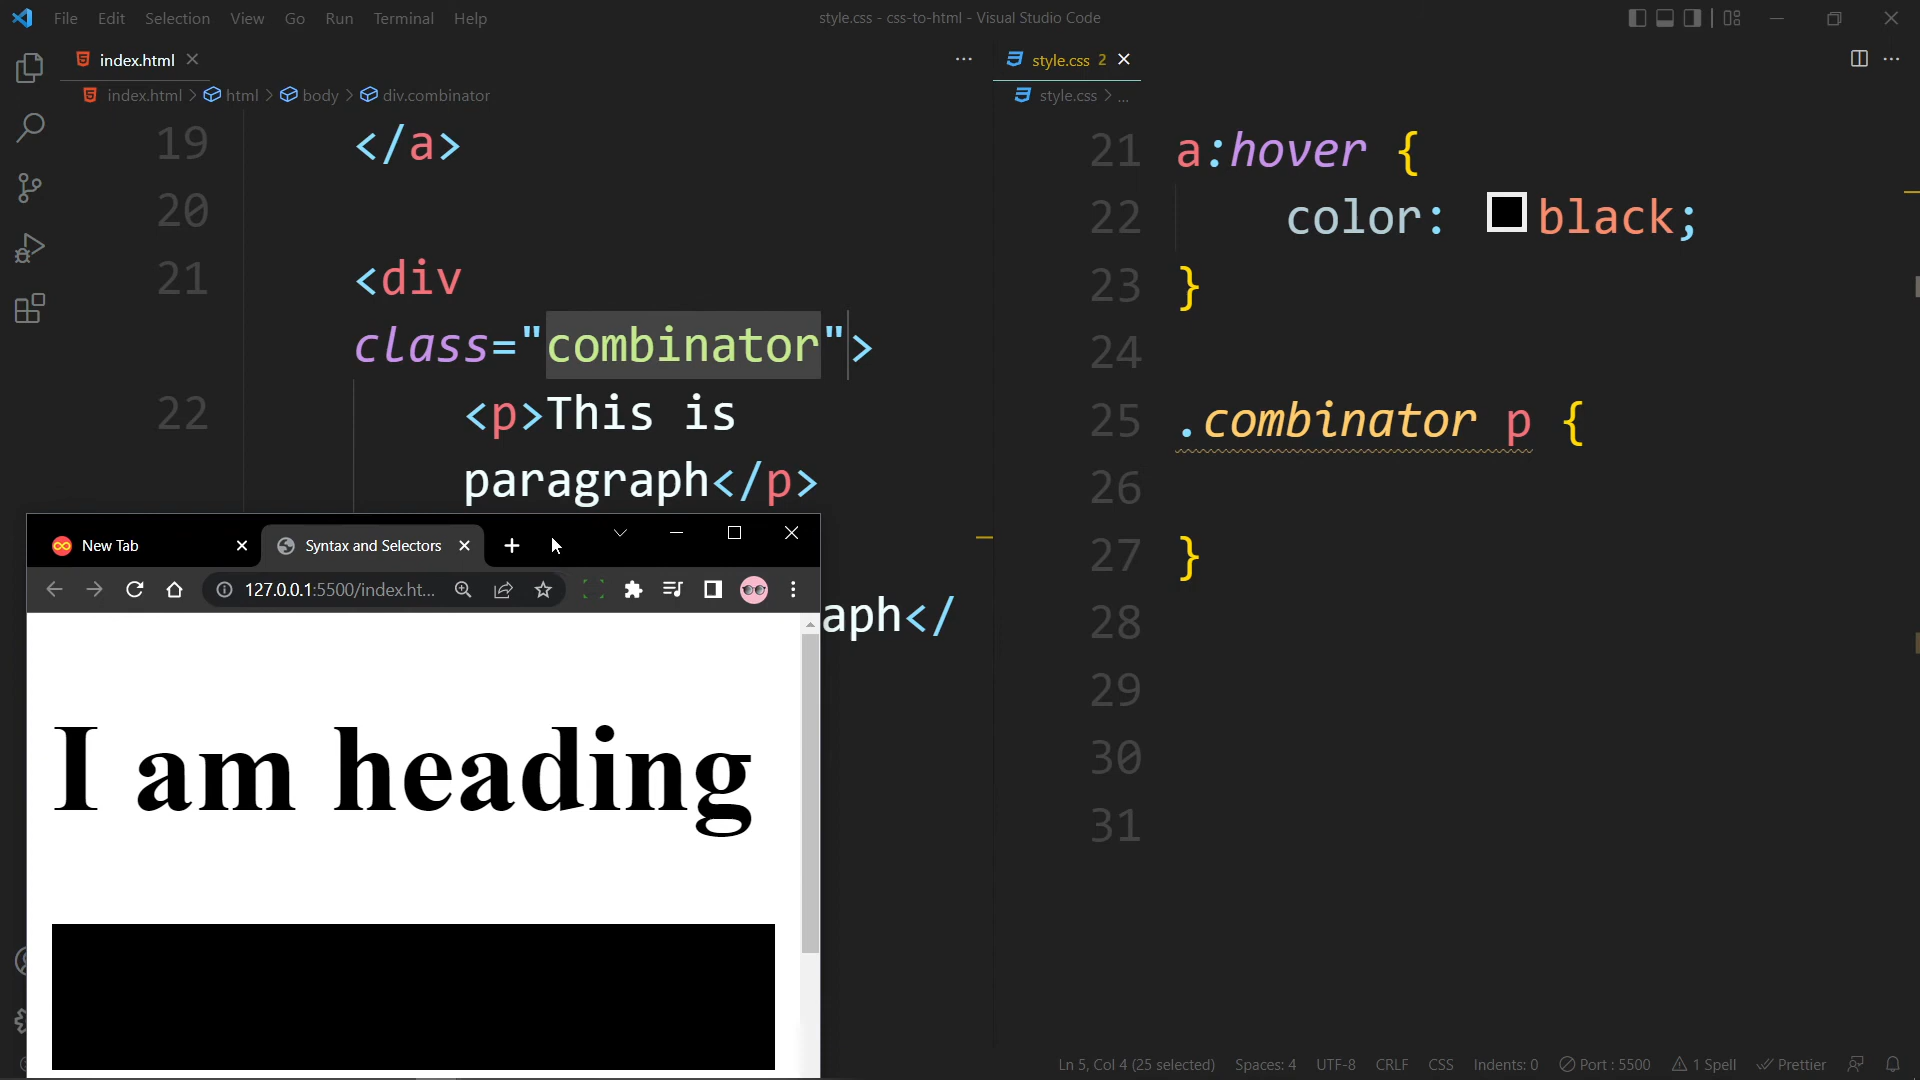 File Edit Selection View Go Run Terminal Help
style.css - css-to-html - Visual Studio Code
index.html
index.html > html > body > div.combinator
19 </a>
20
21 <div
class="combinator">
22 <p>This is
paragraph</p>
aph</
style.css 2
style.css > ...
21 a:hover {
22 color: black;
23 }
24
25 .combinator p {
26
27 }
28
29
30
31
New Tab
Syntax and Selectors
127.0.0.1:5500/index.ht...
I am heading
Ln 5, Col 4 (25 selected) Spaces: 4 UTF-8 CRLF CSS Indents: 0 Port : 5500 1 Spell Prettier